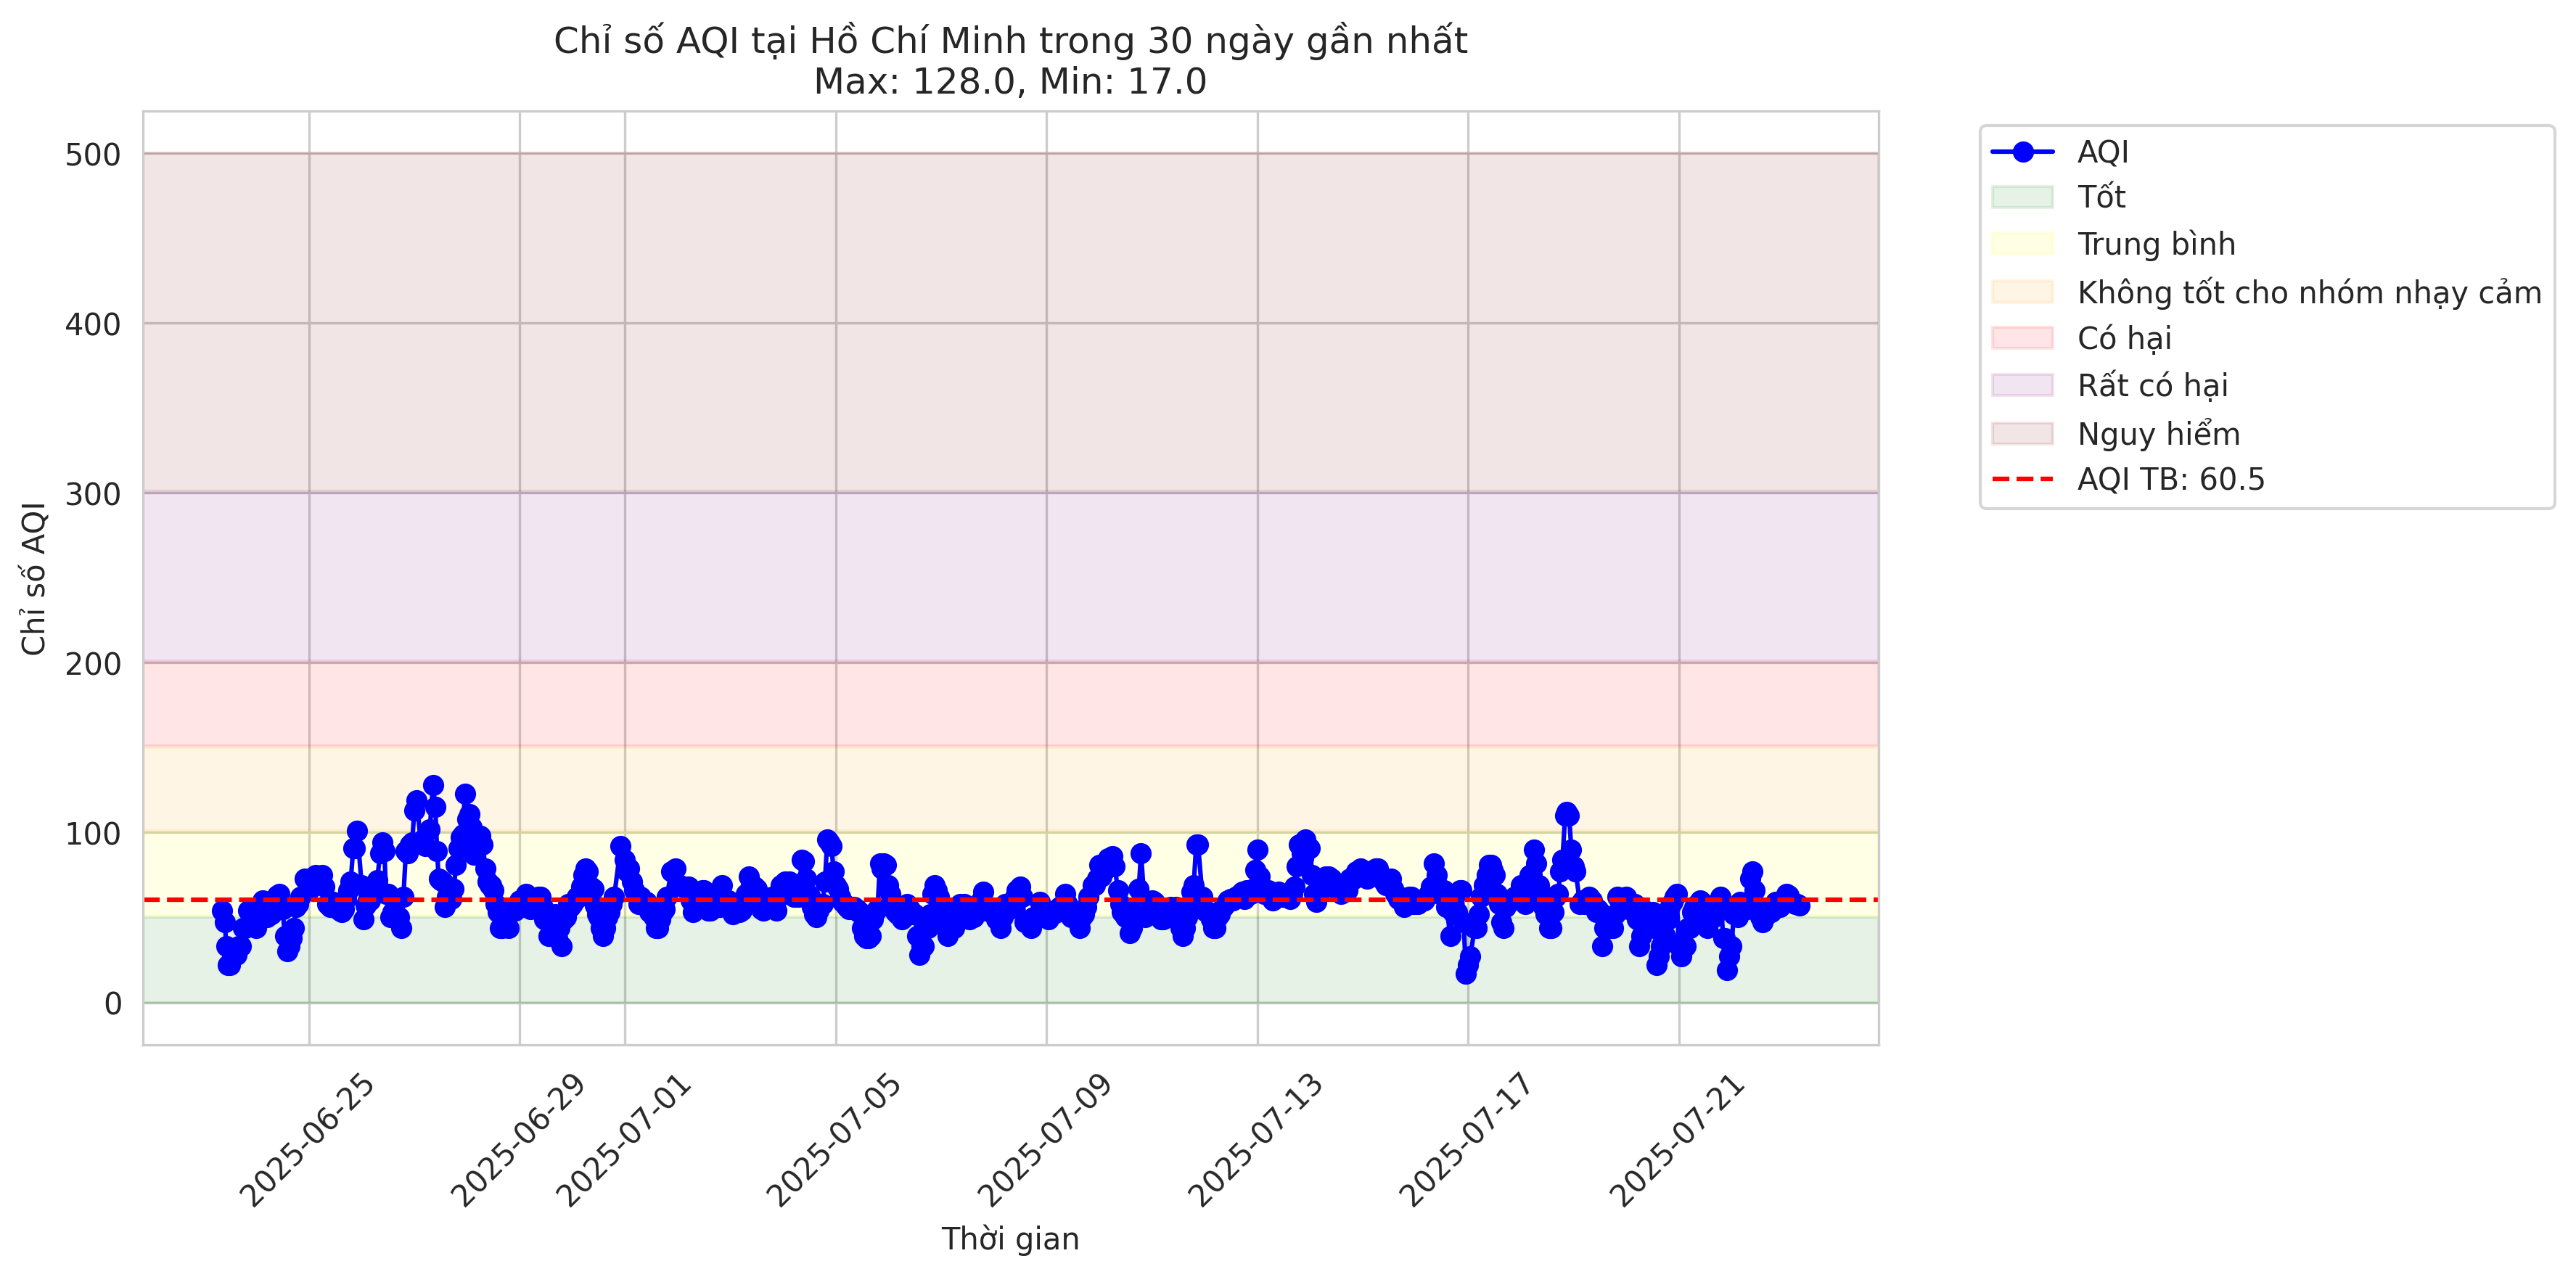 Chỉ số AQI tại Hồ Chí Minh trong 30 ngày gần nhất
Max: 128.0, Min: 17.0
Chỉ số AQI
500
400
300
200
100
0
2025-06-25
2025-06-29
2025-07-01
2025-07-05
2025-07-09
2025-07-13
2025-07-17
2025-07-21
Thời gian
AQI
Tốt
Trung bình
Không tốt cho nhóm nhạy cảm
Có hại
Rất có hại
Nguy hiểm
AQI TB: 60.5